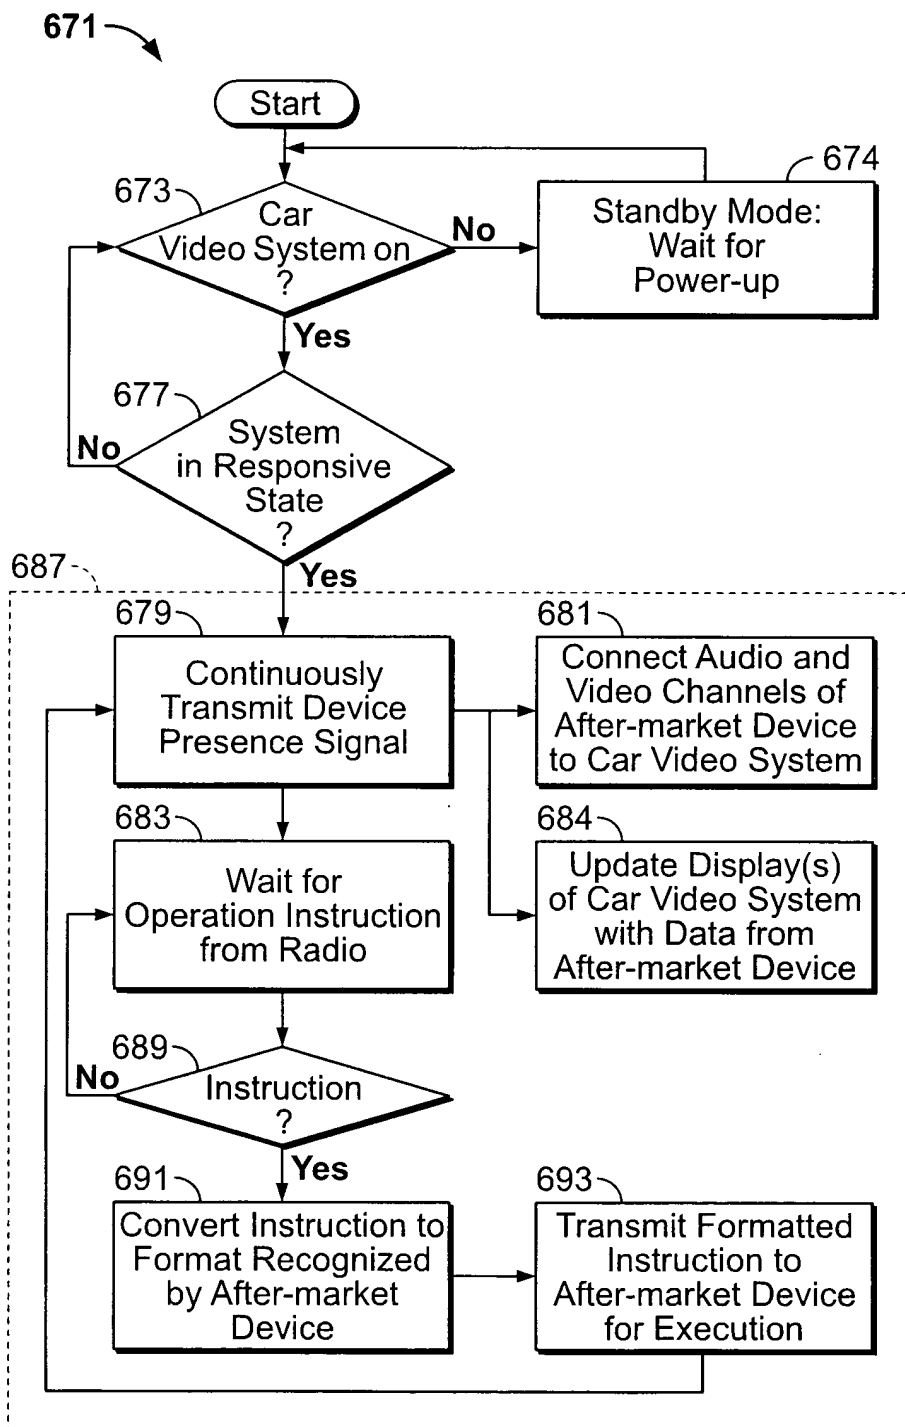 671
Start
673
Car
Video System on
?
No
674
Standby Mode:
Wait for
Power-up
Yes
677
System
in Responsive
State
?
No
Yes
687
679
Continuously
Transmit Device
Presence Signal
681
Connect Audio and
Video Channels of
After-market Device
to Car Video System
683
Wait for
Operation Instruction
from Radio
684
Update Display(s)
of Car Video System
with Data from
After-market Device
689
Instruction
?
No
Yes
691
Convert Instruction to
Format Recognized
by After-market
Device
693
Transmit Formatted
Instruction to
After-market Device
for Execution